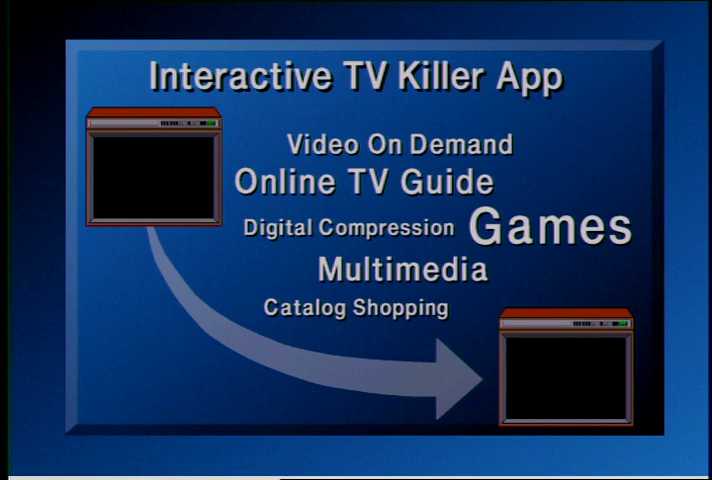 Interactive TV Killer App
Video On Demand
Online TV Guide
Digital Compression Games
Multimedia
Catalog Shopping